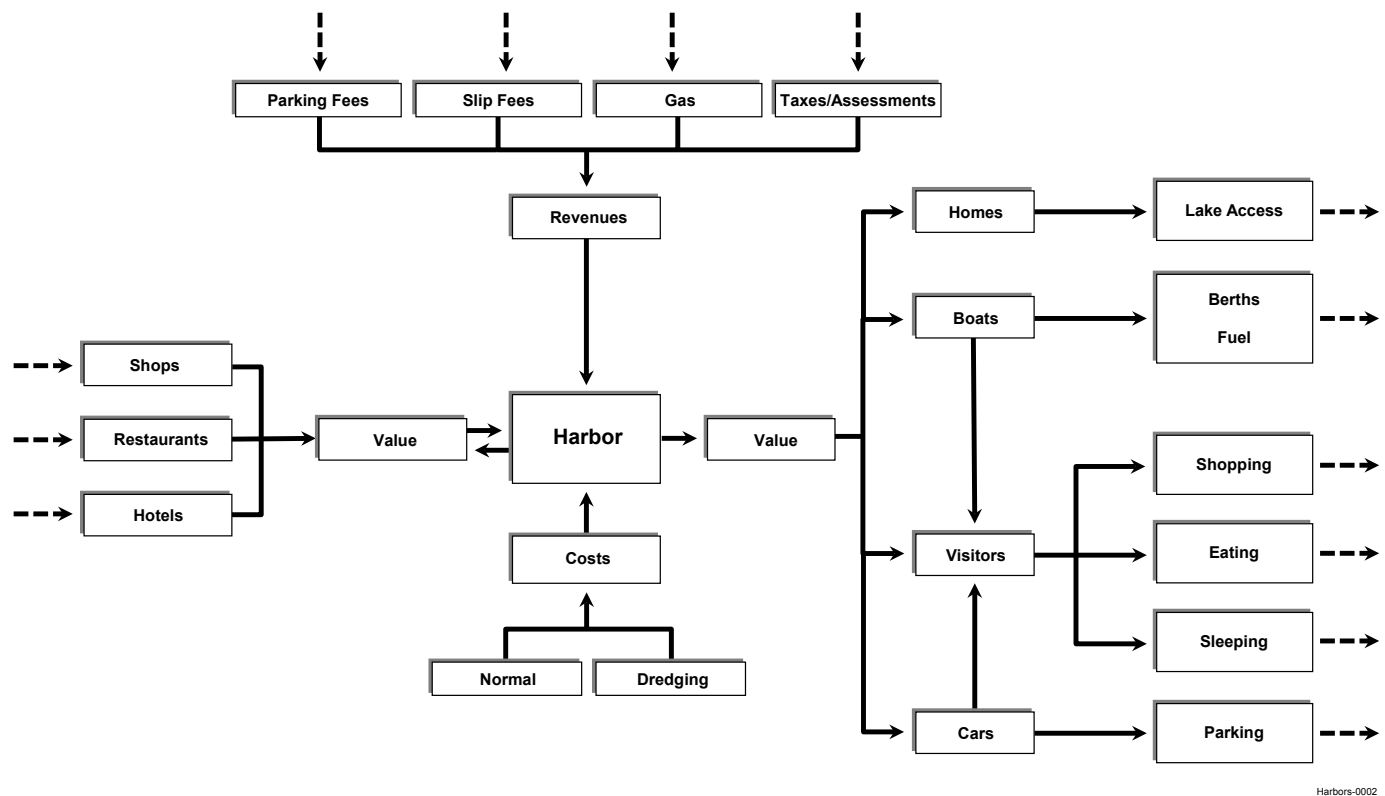 Parking Fees
Slip Fees
Gas
Taxes/Assessments
Revenues
Homes
Lake Access
Boats
Berths
Fuel
Shops
Restaurants
Value
Harbor
Value
Shopping
Hotels
Costs
Visitors
Eating
Sleeping
Normal
Dredging
Cars
Parking
Harbors-0002